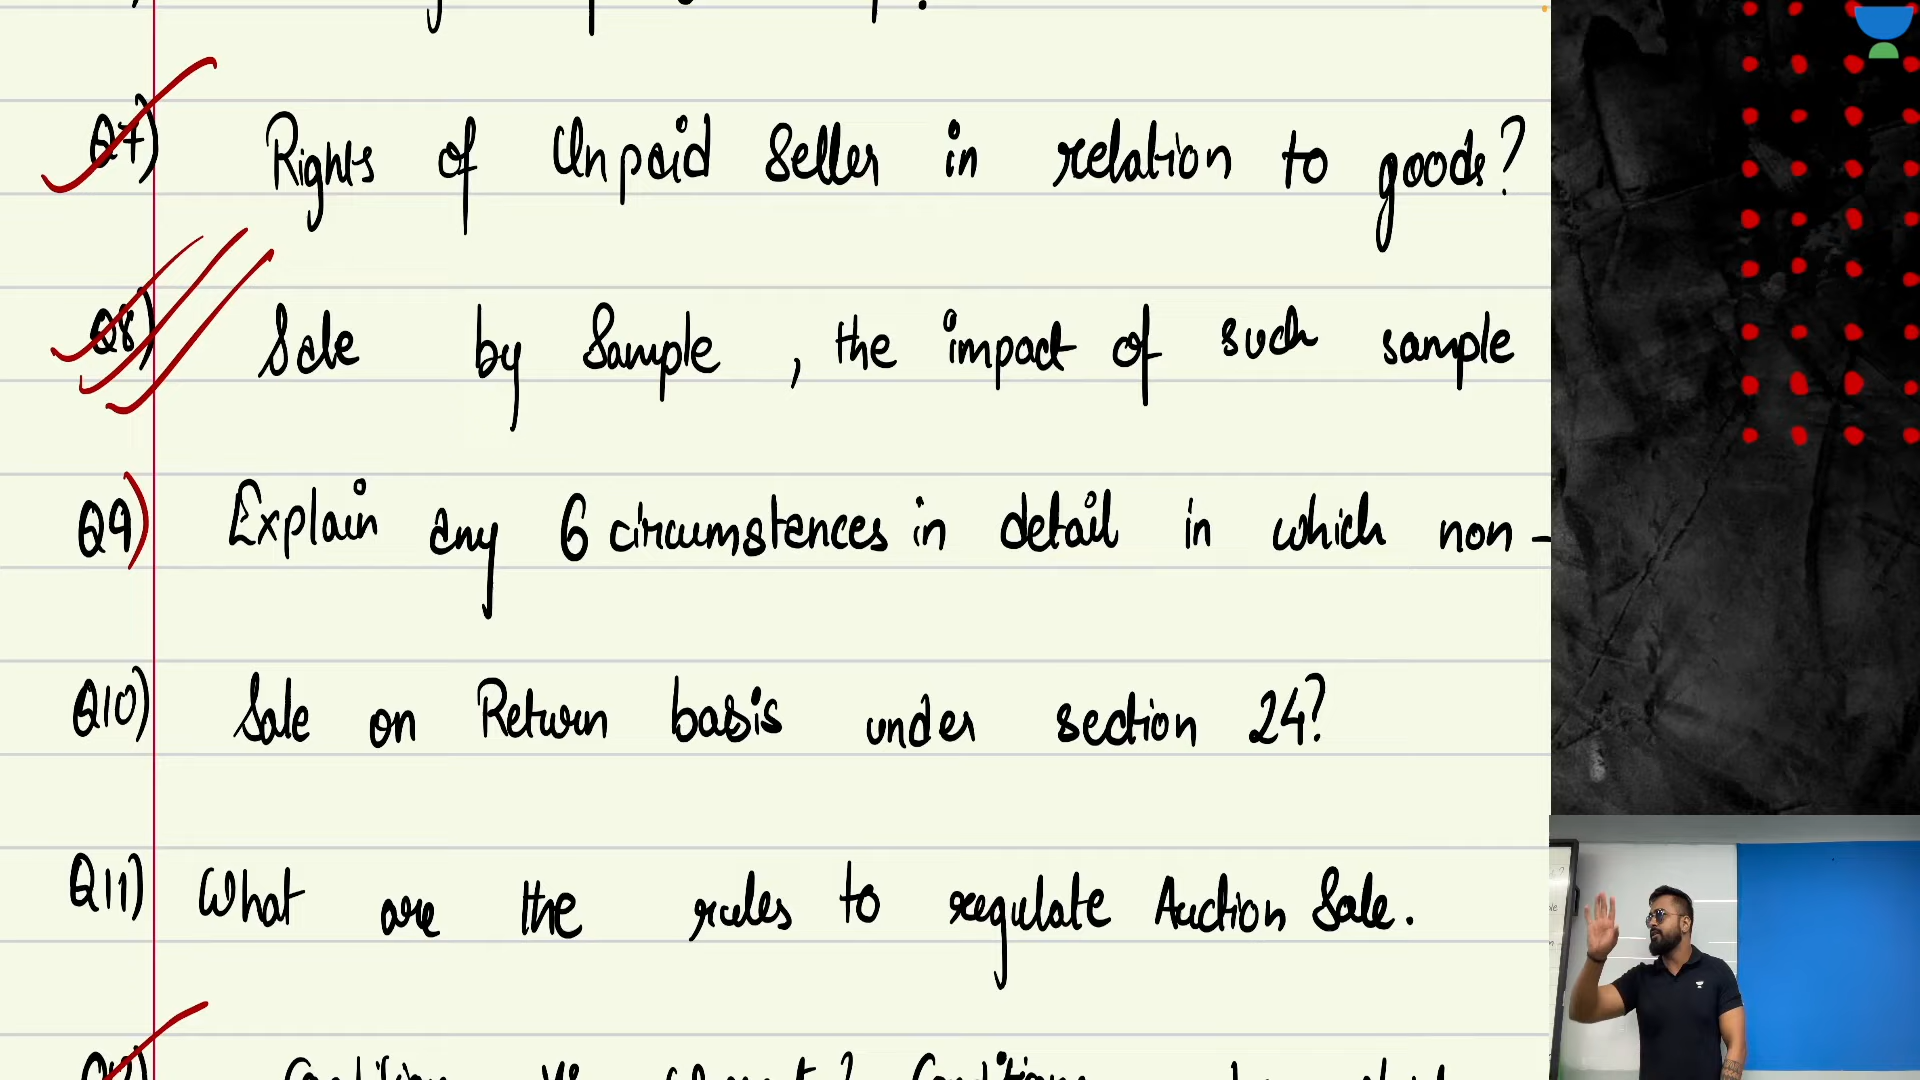 Q7) Rights of Unpaid Seller in relation to goods?
Q8) Sale by Sample, the impact of such sample
Q9) Explain any 6 circumstances in detail in which non-
Q10) Sale on Return basis under section 24?
Q11) What are the rules to regulate Auction Sale.